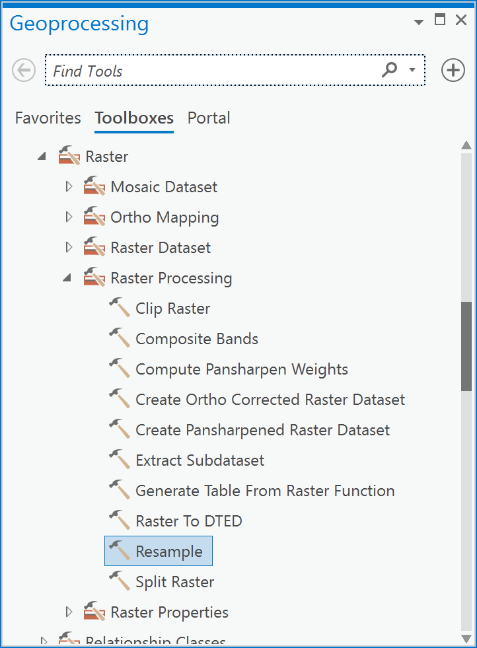 Geoprocessing
Find Tools
Favorites Toolboxes Portal
Raster
Mosaic Dataset
Ortho Mapping
Raster Dataset
Raster Processing
Clip Raster
Composite Bands
Compute Pansharpen Weights
Create Ortho Corrected Raster Dataset
Create Pansharpened Raster Dataset
Extract Subdataset
Generate Table From Raster Function
Raster To DTED
Resample
Split Raster
Raster Properties
Relationship Classes